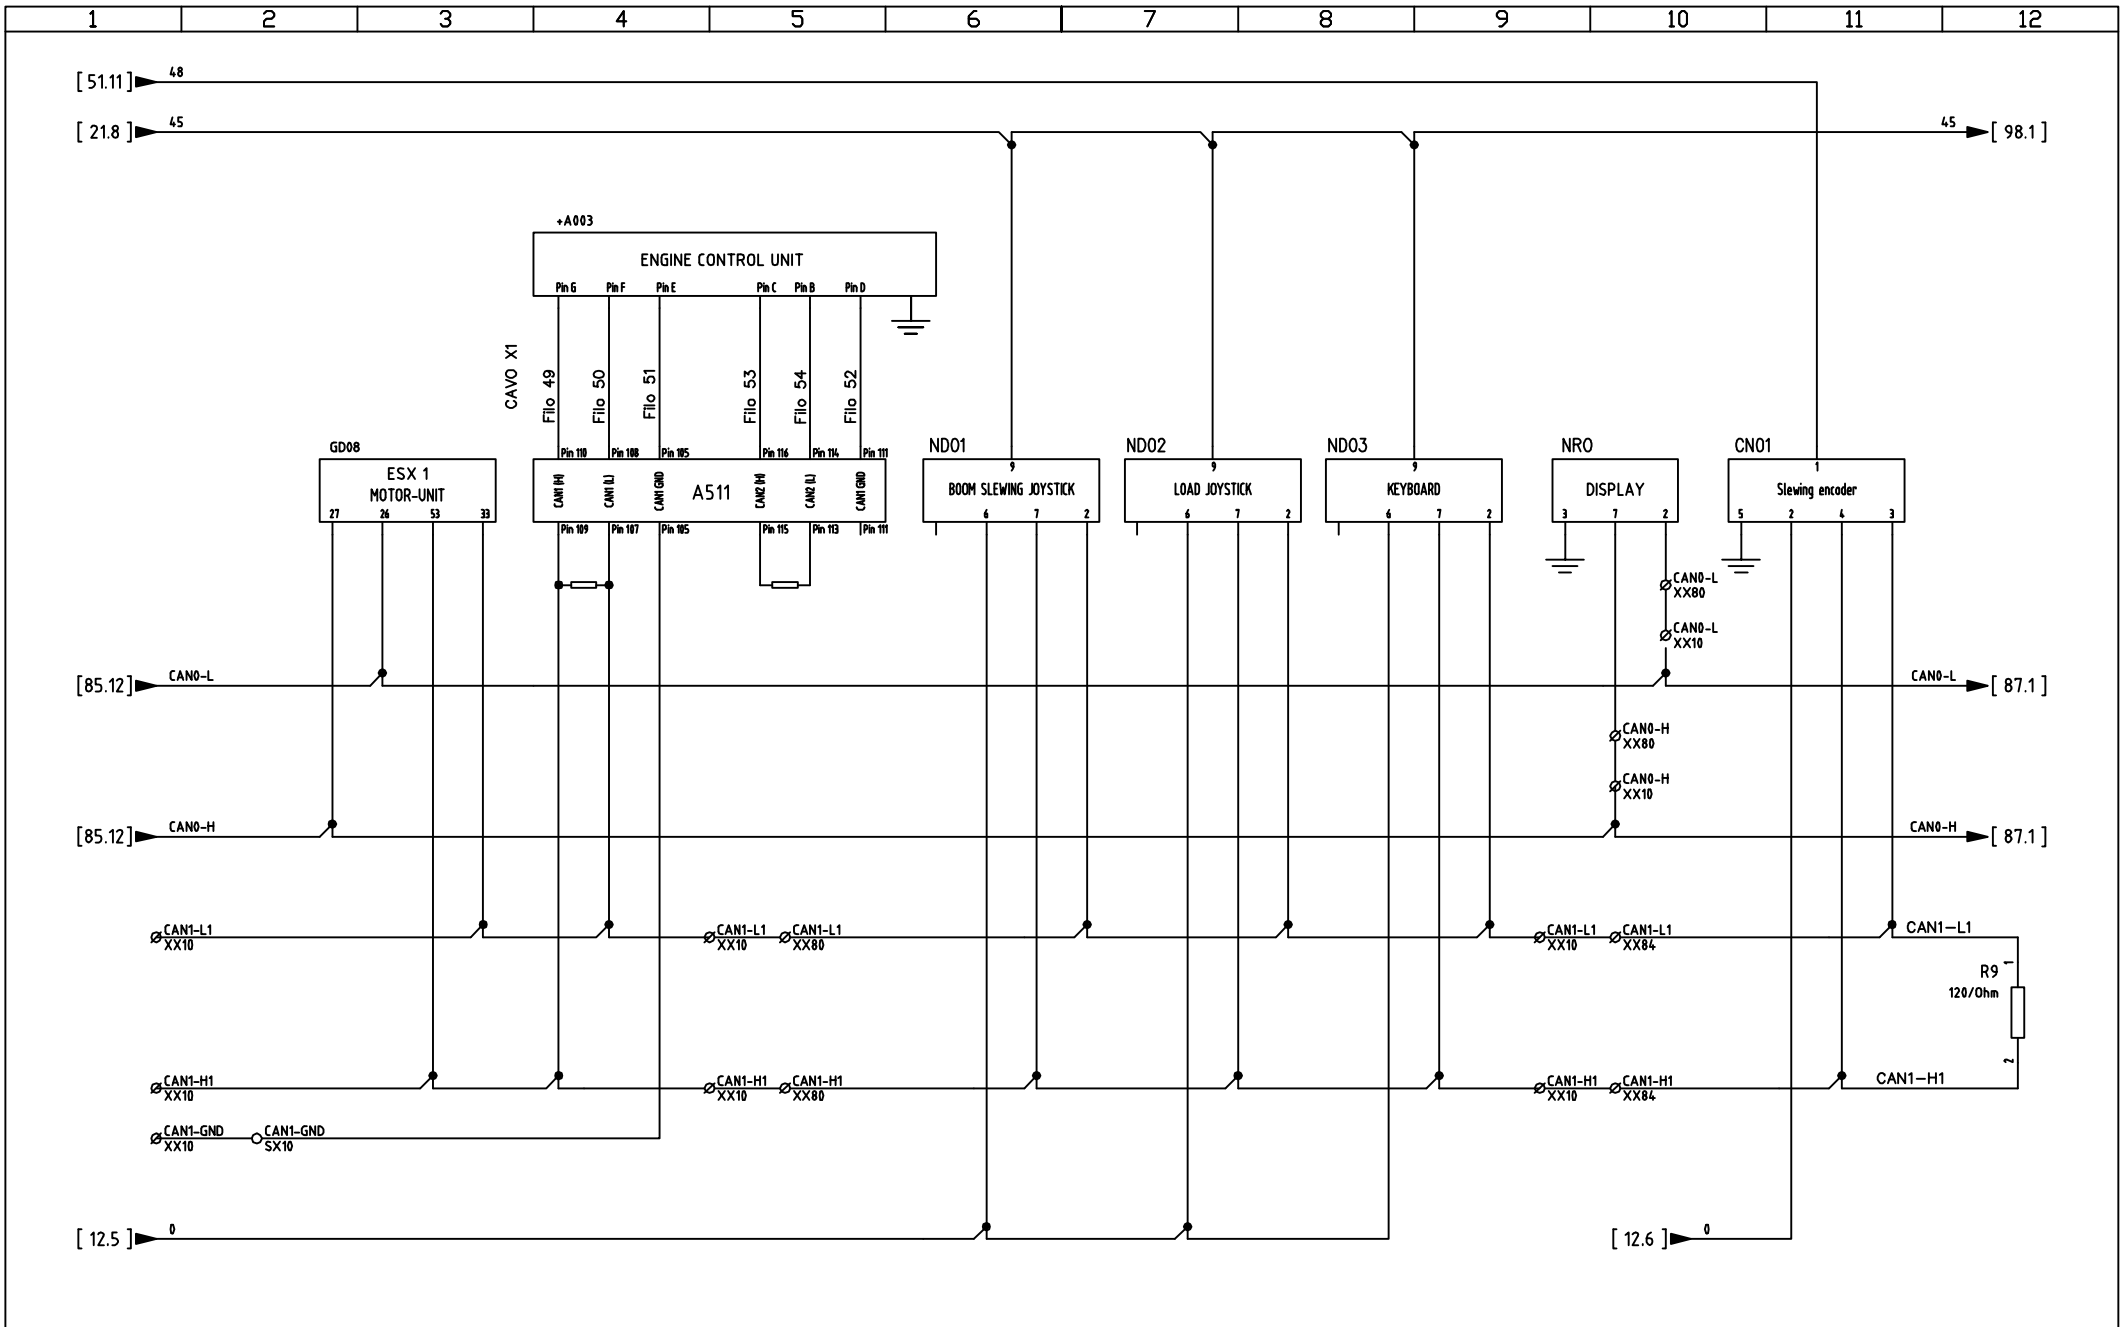 1 2 3 4 5 6 7 8 9 10 11 12
[ 51.11 ] 48
[ 21.8 ] 45 45 [ 98.1 ]
+A003
ENGINE CONTROL UNIT
Pin G Pin F Pin E Pin C Pin B Pin D
CAVO X1
Filo 49
Filo 50
Filo 51
Filo 53
Filo 54
Filo 52
GD08
ESX 1
MOTOR-UNIT
27 26 53 33
Pin 110 Pin 108 Pin 105 Pin 116 Pin 114 Pin 111
CAN1 (H)
CAN1 (L)
CAN1 GND
A511
CAN2 (H)
CAN2 (L)
CAN1 GND
Pin 109 Pin 107 Pin 105 Pin 115 Pin 113 Pin 111
ND01
9
BOOM SLEWING JOYSTICK
6 7 2
ND02
9
LOAD JOYSTICK
6 7 2
ND03
9
KEYBOARD
6 7 2
NR0
DISPLAY
3 7 2
CN01
1
Slewing encoder
5 2 4 3
CAN0-L
XX80
CAN0-L
XX10
[85.12] CAN0-L CAN0-L [ 87.1 ]
CAN0-H
XX80
CAN0-H
XX10
[85.12] CAN0-H CAN0-H [ 87.1 ]
CAN1-L1 CAN1-L1 CAN1-L1 CAN1-L1 CAN1-L1 CAN1-L1
XX10 XX10 XX80 XX10 XX84
R9 1
120/Ohm
2
CAN1-H1 CAN1-H1 CAN1-H1 CAN1-H1 CAN1-H1 CAN1-H1
XX10 XX10 XX80 XX10 XX84
CAN1-GND CAN1-GND
XX10 SX10
[ 12.5 ] 0 [ 12.6 ] 0